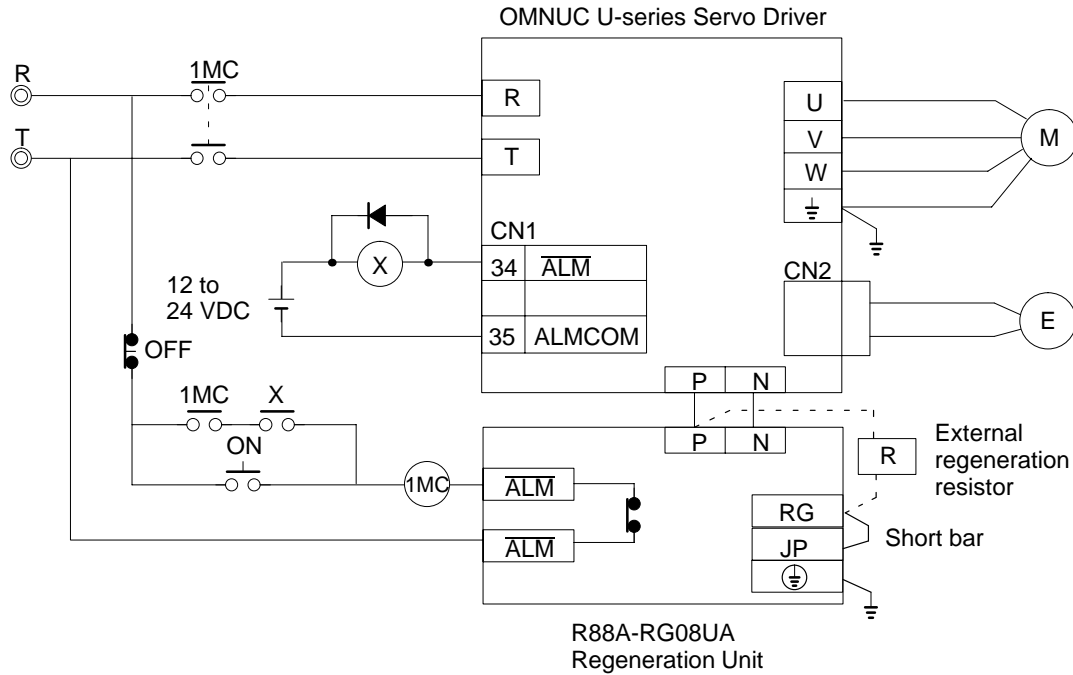 OMNUC U-series Servo Driver
R
1MC
R
U
T
T
V
M
W
CN1
X
34 ALM
CN2
12 to
24 VDC
35 ALMCOM
E
OFF
P N
1MC X
P N
ON
R
External
regeneration
resistor
1MC
ALM
RG
ALM
JP
Short bar
R88A-RG08UA
Regeneration Unit